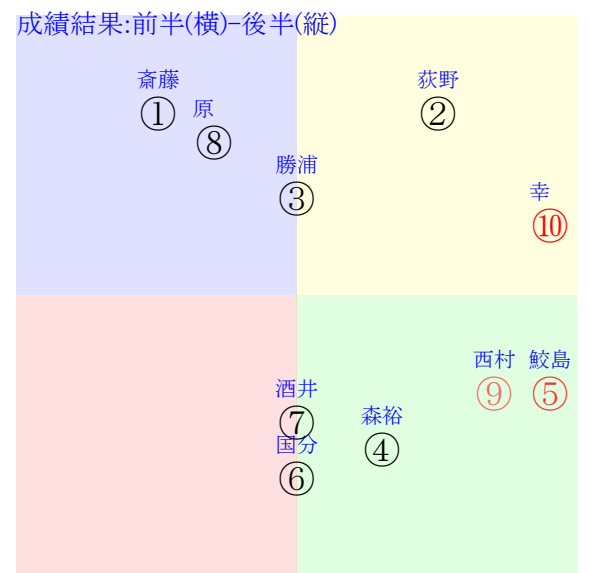 成績結果:前半(横)-後半(縦)
斎藤
①
原
⑧
荻野
②
勝浦
③
幸
⑩
西村
⑨
鮫島
⑤
酒井
⑦
森裕
④
国分
⑥